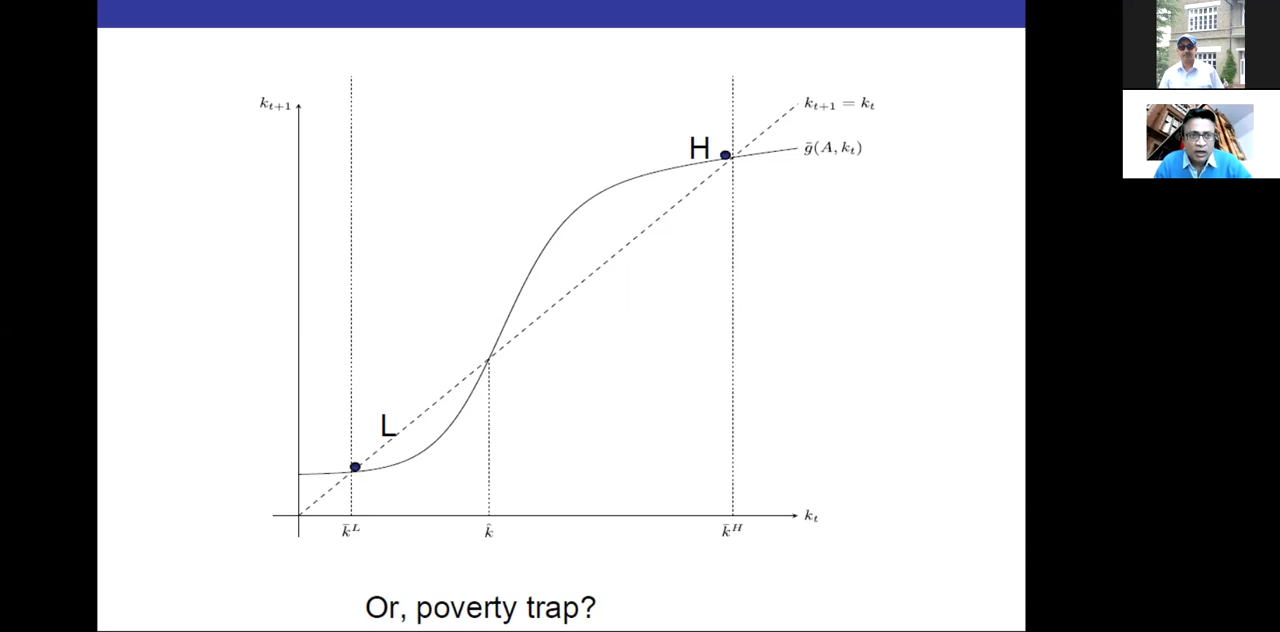 k_{t+1}
k_{t+1} = k_t
H
ḡ(A, k_t)
L
k̄^L
k̂
k̄^H
k_t
Or, poverty trap?